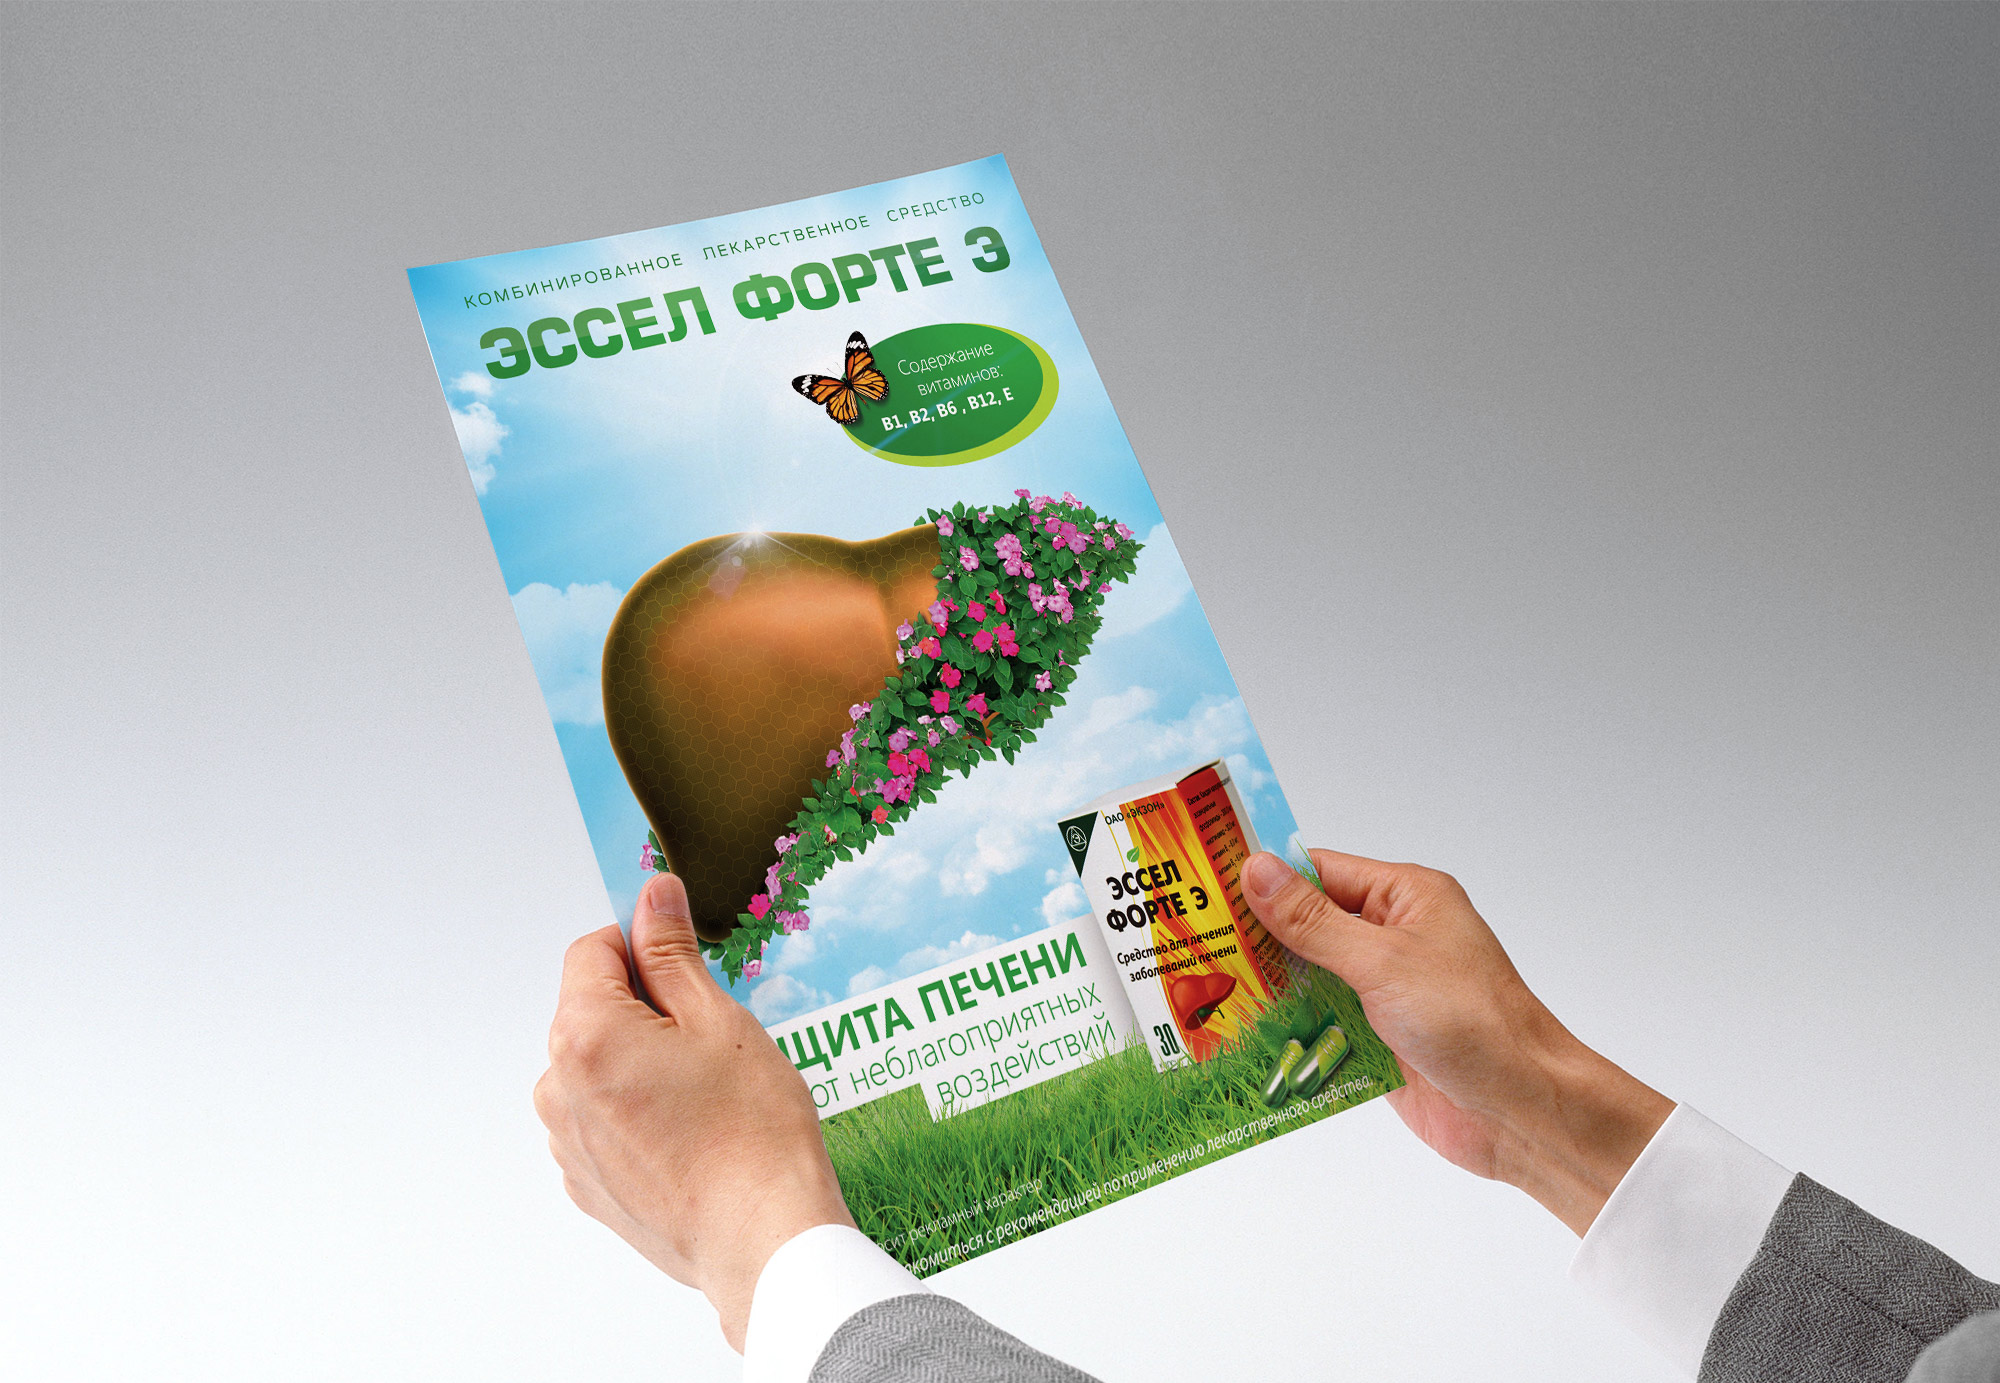 КОМБИНИРОВАННОЕ ЛЕКАРСТВЕННОЕ СРЕДСТВО
ЭССЕЛ ФОРТЕ Э
Содержание
витаминов:
B1, B2, B6 , B12, E
ОАО «ЭКЗОН»
ЭССЕЛ
ФОРТЕ Э
Средство для лечения
заболеваний печени
30
ЩИТА ПЕЧЕНИ
от неблагоприятных
воздействий
рекламный характер
комиться с рекомендацией по применению лекарственного средства.